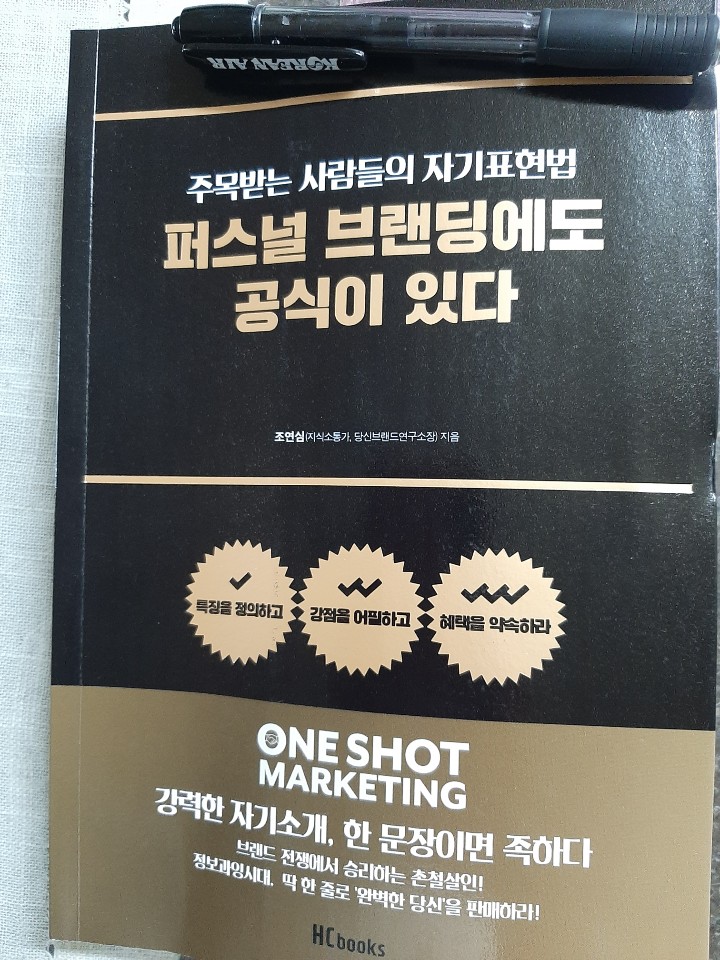 KOREAN AIR
주목받는 사람들의 자기표현법
퍼스널 브랜딩에도
공식이 있다
조연심(지식소통가, 당신브랜드연구소장) 지음
특징을 정의하고
강점을 어필하고
혜택을 약속하라
ONE SHOT
MARKETING
강력한 자기소개, 한 문장이면 족하다
브랜드 전쟁에서 승리하는 촌철살인!
정보과잉시대, 딱 한 줄로 '완벽한 당신'을 판매하라!
HCbooks